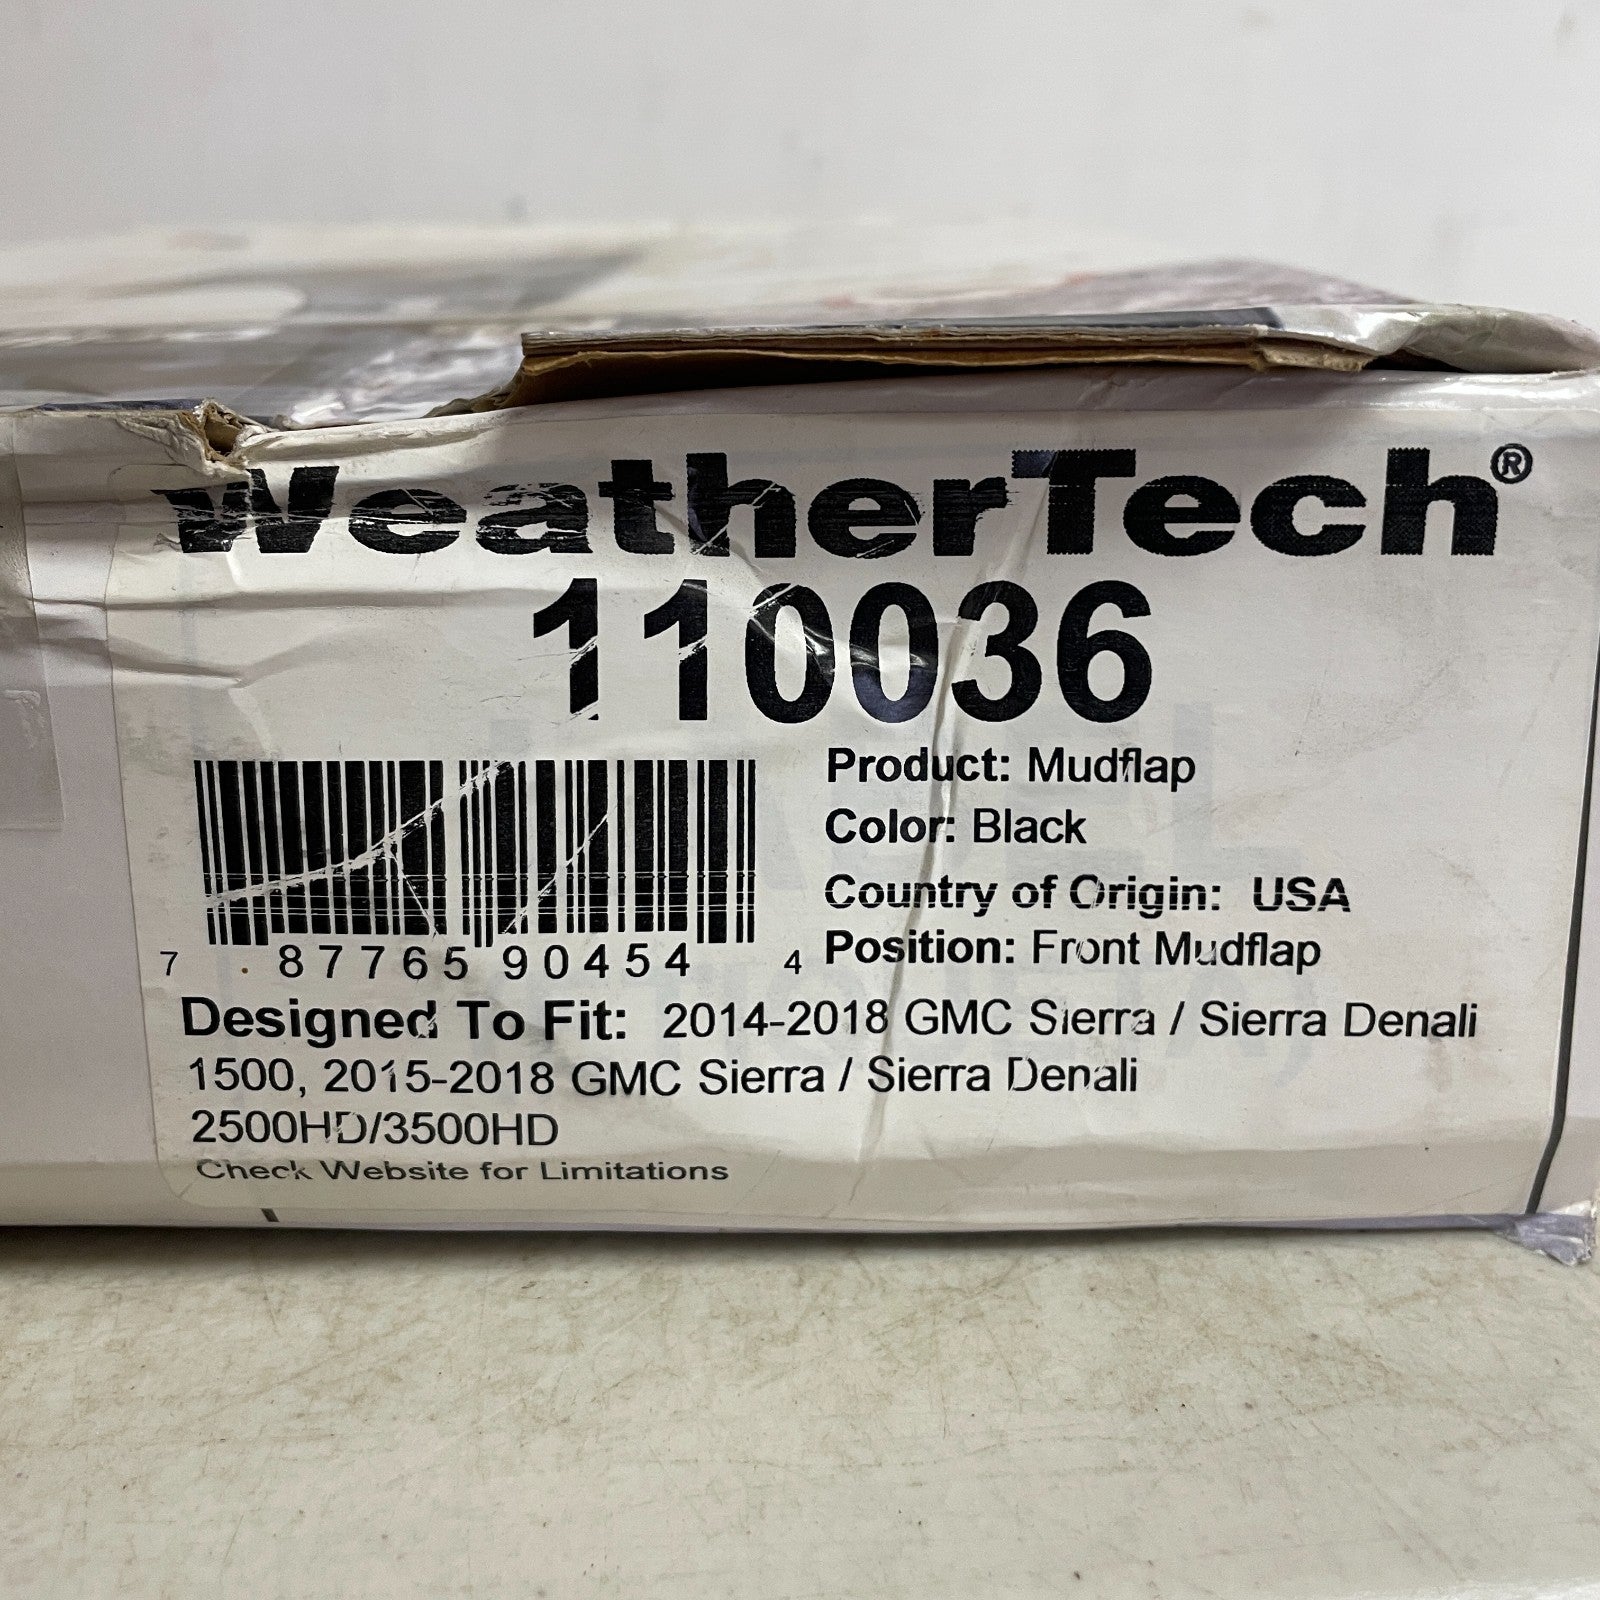 WeatherTech®
110036
Product: Mudflap
Color: Black
Country of Origin: USA
Position: Front Mudflap
7 87765 90454 4
Designed To Fit: 2014-2018 GMC Sierra / Sierra Denali
1500, 2015-2018 GMC Sierra / Sierra Denali
2500HD/3500HD
Check Website for Limitations